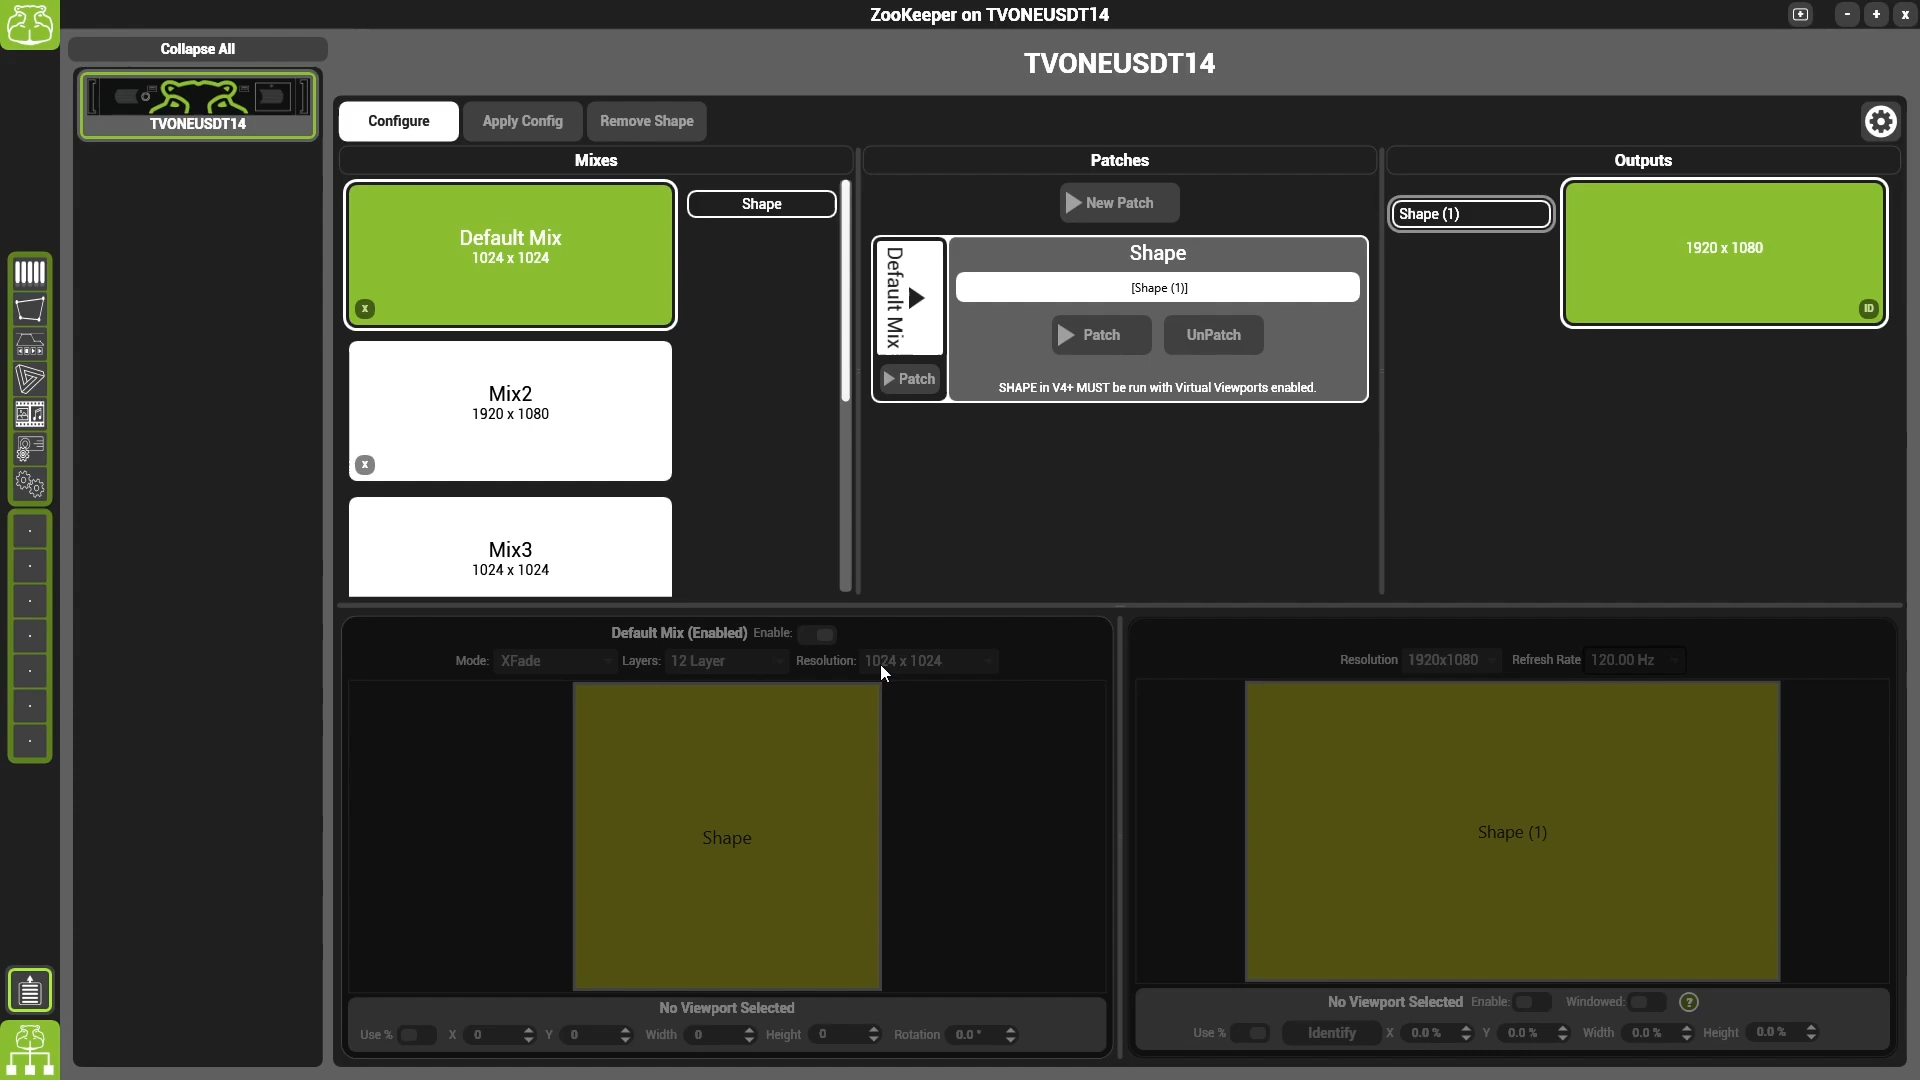 ZooKeeper on TVONEUSDT14
- + x
Collapse All
TVONEUSDT14
TVONEUSDT14
Configure
Apply Config
Remove Shape
Mixes
Patches
Outputs
Default Mix
1024 x 1024
X
Shape
Mix2
1920 x 1080
X
Mix3
1024 x 1024
New Patch
Default Mix
Patch
Shape
[Shape (1)]
Patch
UnPatch
SHAPE in V4+ MUST be run with Virtual Viewports enabled.
Shape (1)
1920 x 1080
ID
Default Mix (Enabled) Enable:
Mode: XFade Layers: 12 Layer Resolution: 1024 x 1024
Shape
No Viewport Selected
Use % X 0 Y 0 Width 0 Height 0 Rotation 0.0 °
Resolution 1920x1080 Refresh Rate 120.00 Hz
Shape (1)
No Viewport Selected Enable: Windowed: ?
Use % Identify X 0.0 % Y 0.0 % Width 0.0 % Height 0.0 %